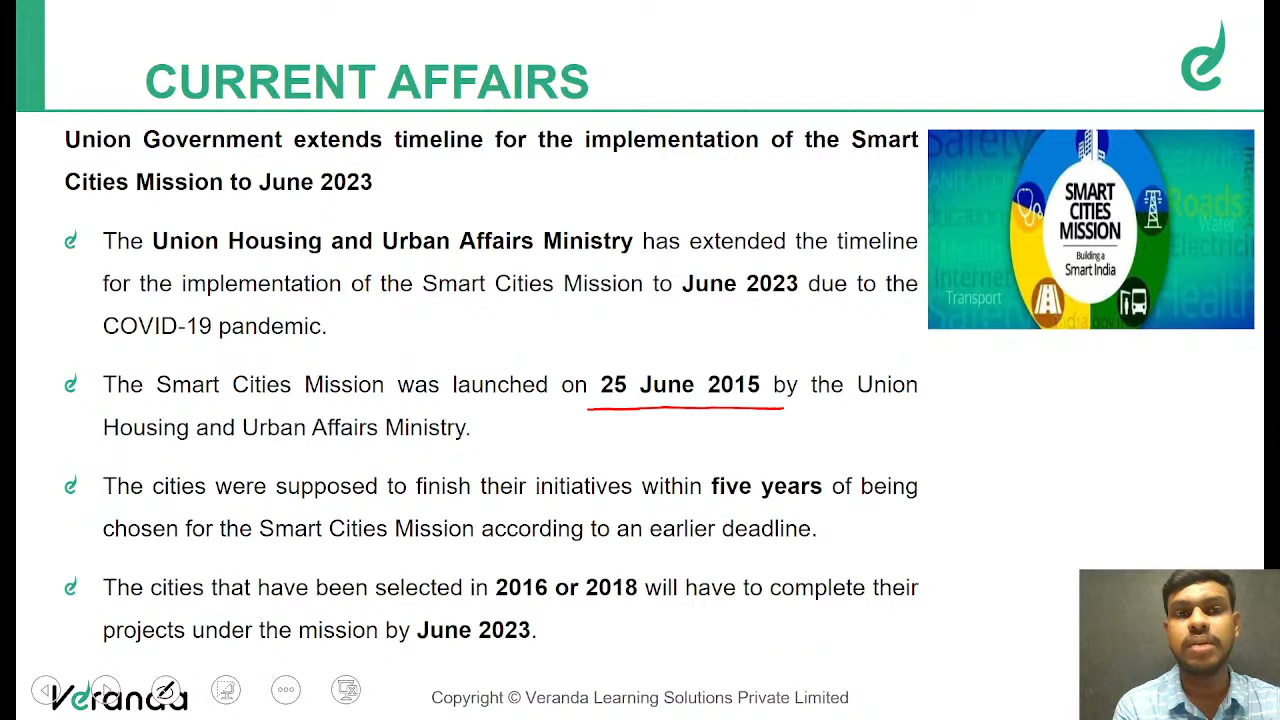 CURRENT AFFAIRS
Union Government extends timeline for the implementation of the Smart
Cities Mission to June 2023
The Union Housing and Urban Affairs Ministry has extended the timeline
for the implementation of the Smart Cities Mission to June 2023 due to the
COVID-19 pandemic.
The Smart Cities Mission was launched on 25 June 2015 by the Union
Housing and Urban Affairs Ministry.
The cities were supposed to finish their initiatives within five years of being
chosen for the Smart Cities Mission according to an earlier deadline.
The cities that have been selected in 2016 or 2018 will have to complete their
projects under the mission by June 2023.
SMART
CITIES
MISSION
Building a
Smart India
Safety
Roads
Water
Internet
Transport
Veranda
Copyright © Veranda Learning Solutions Private Limited